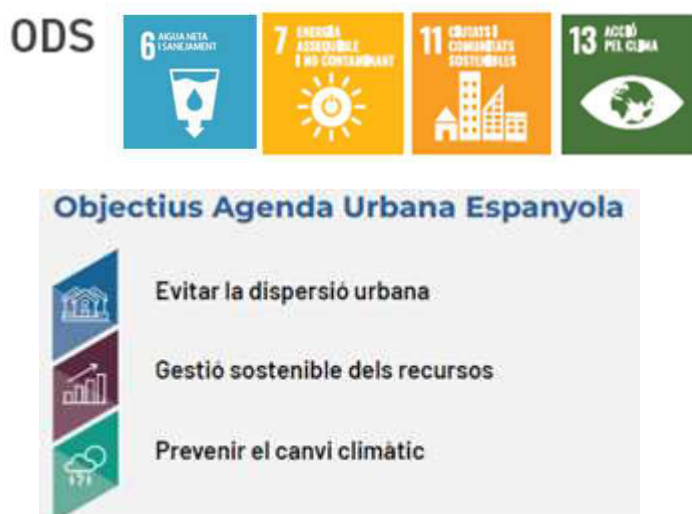 ODS
6 AIGUA NETA
I SANEJAMENT
7 ENERGIA
ASSEQUIBLE
I NO CONTAMINANT
11 CIUTATS I
COMUNITATS
SOSTENIBLES
13 ACCIÓ
PEL CLIMA
Objectius Agenda Urbana Espanyola
Evitar la dispersió urbana
Gestió sostenible dels recursos
Prevenir el canvi climàtic